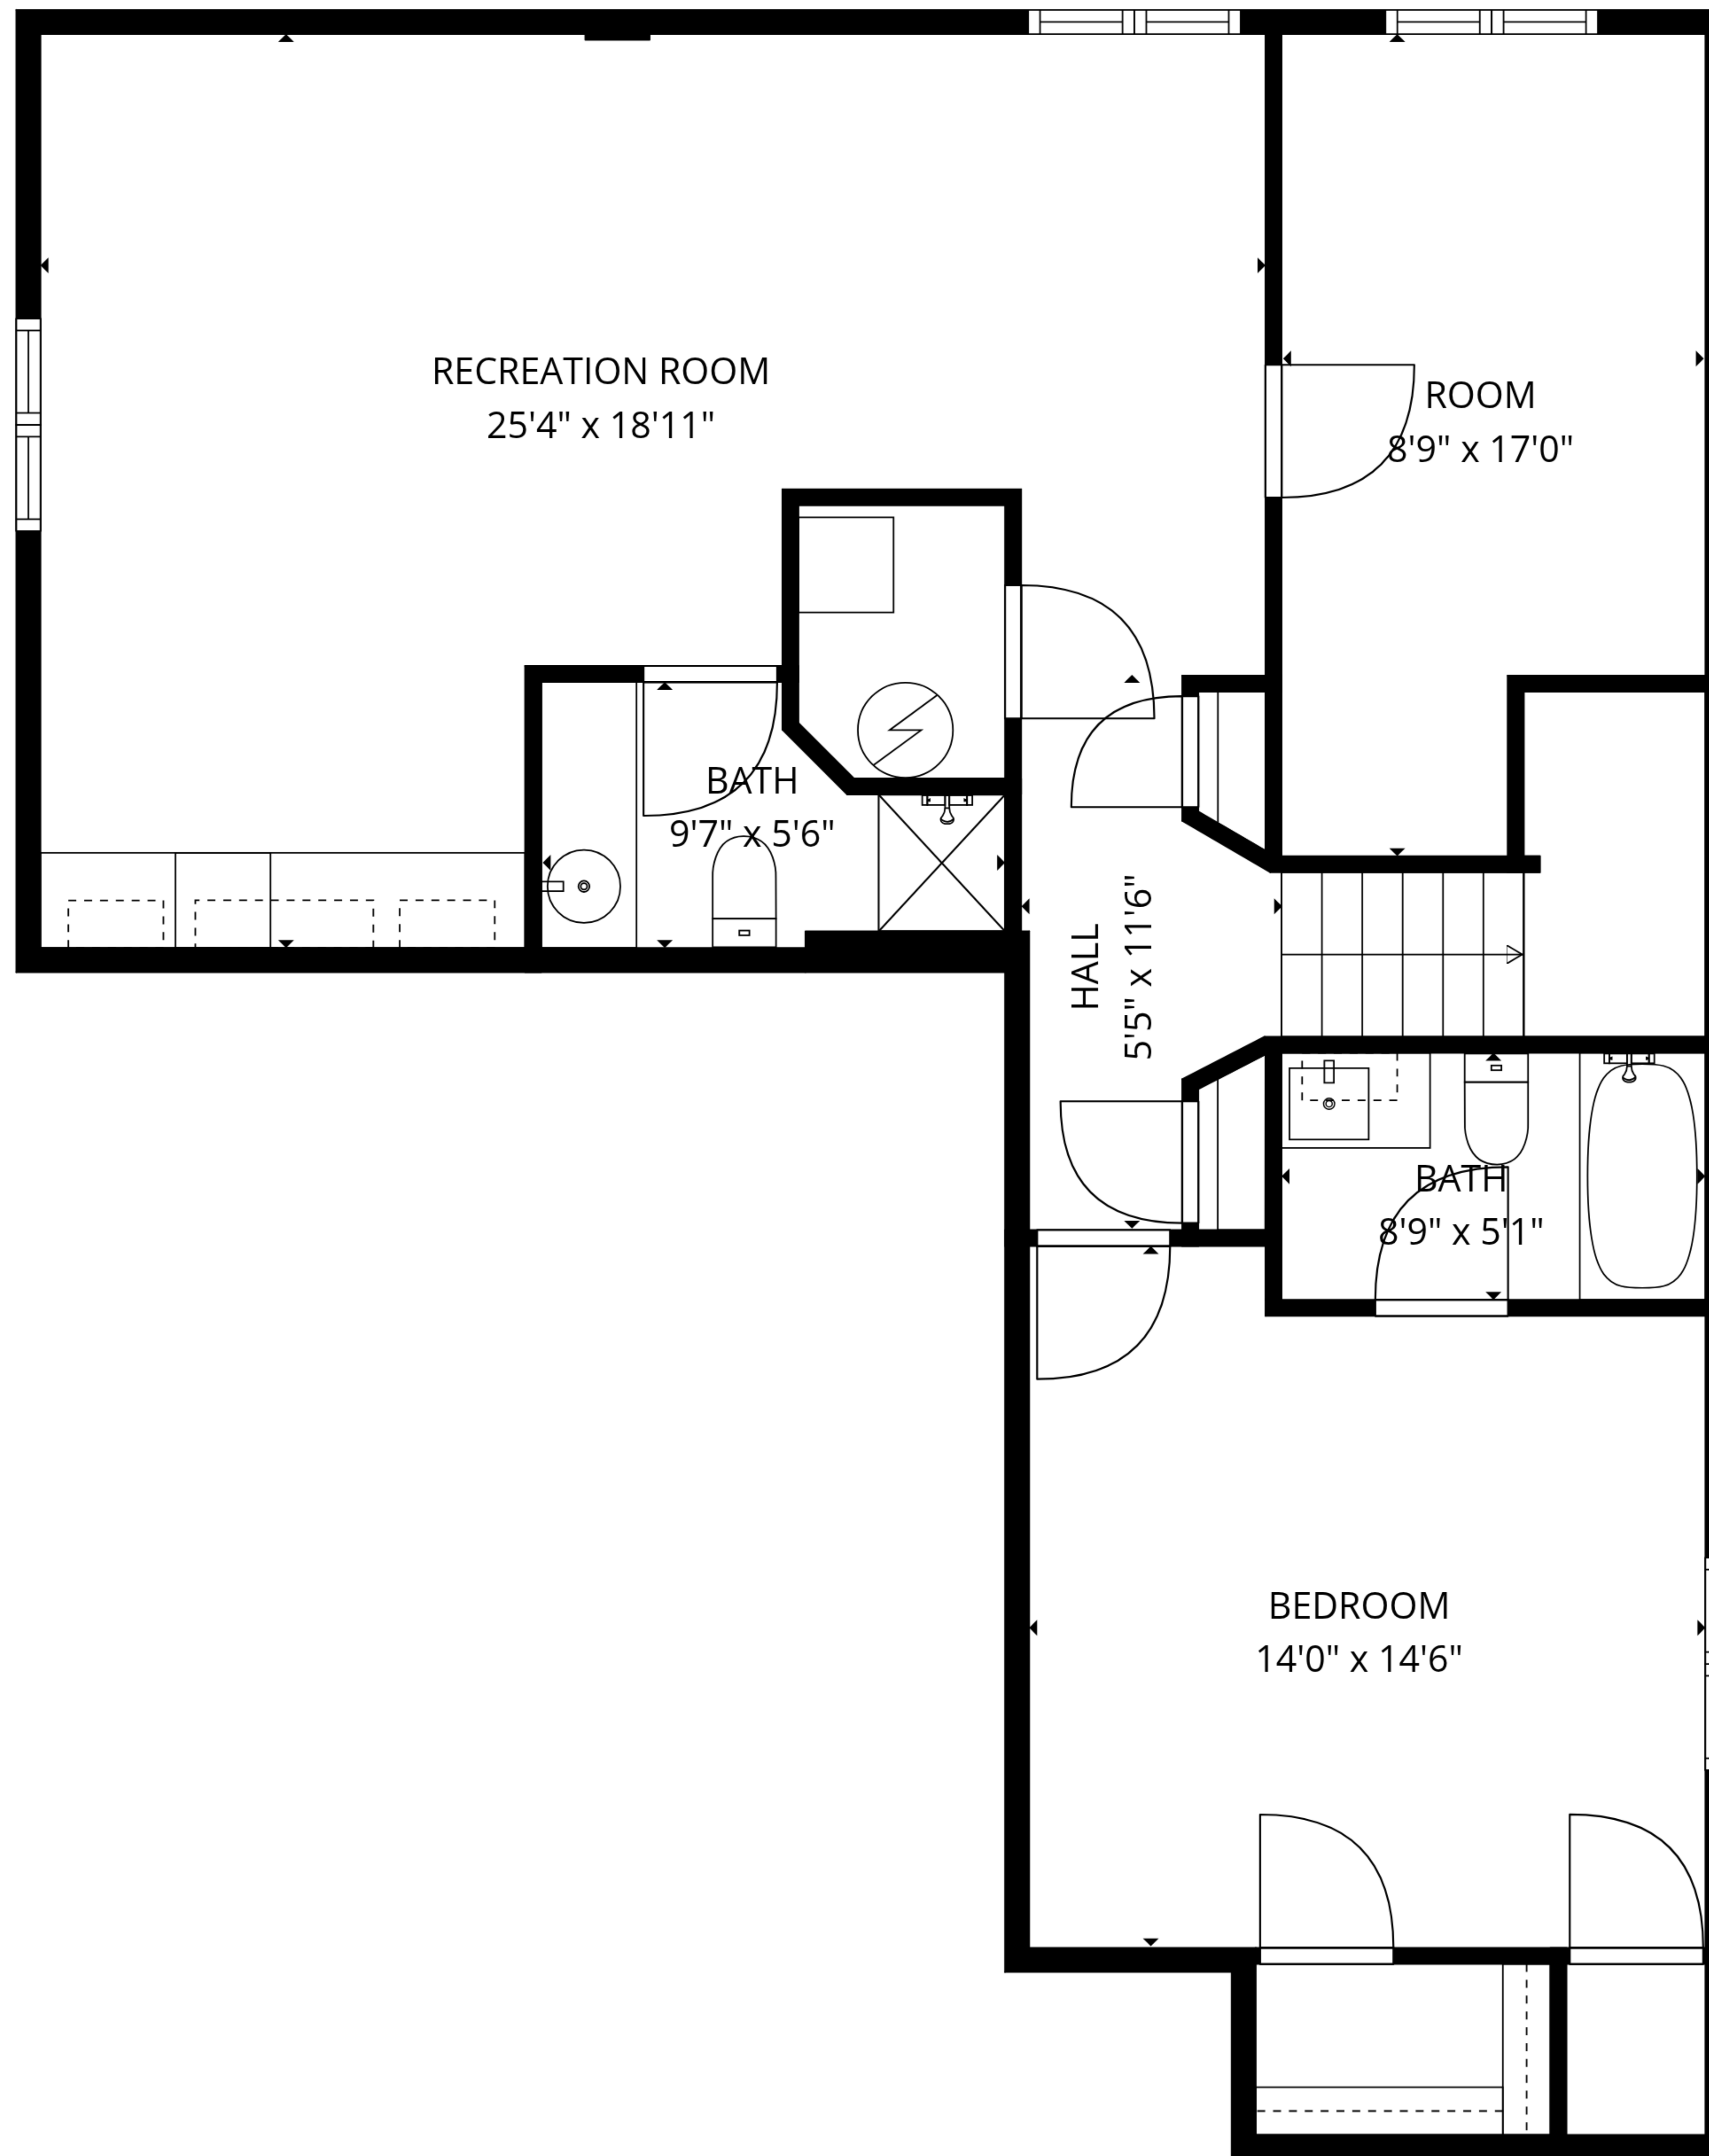 RECREATION ROOM
25'4" x 18'11"
ROOM
8'9" x 17'0"
BATH
9'7" x 5'6"
HALL
5'5" x 11'6"
BATH
8'9" x 5'1"
BEDROOM
14'0" x 14'6"